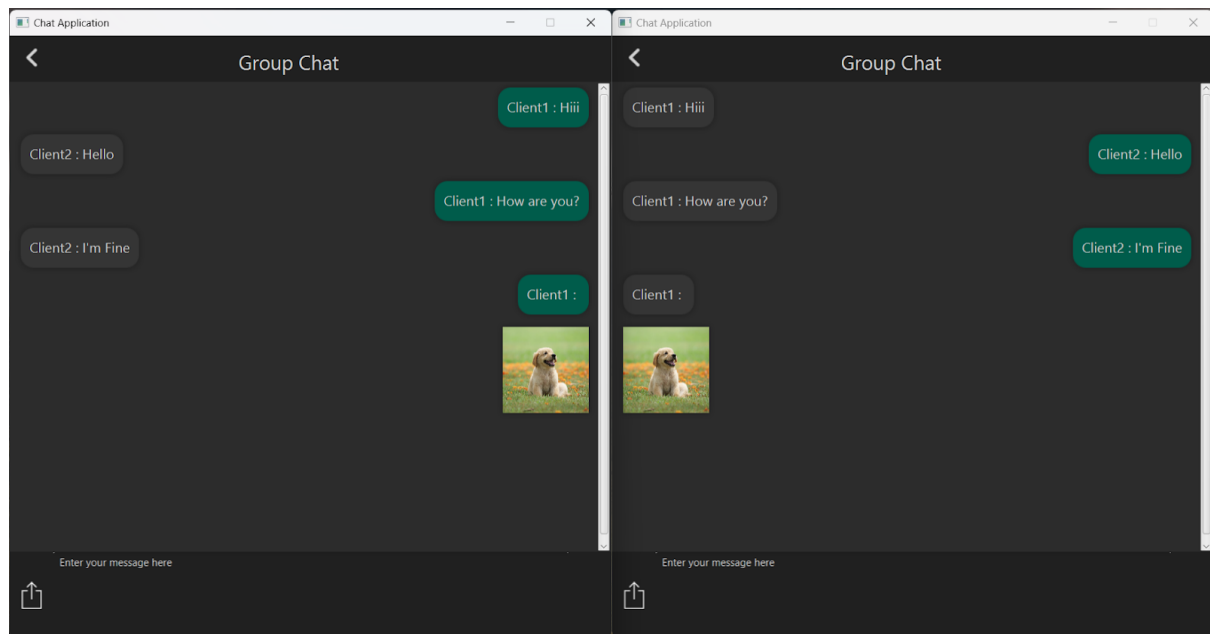 Chat Application
Group Chat
Client1 : Hiii
Client2 : Hello
Client1 : How are you?
Client2 : I'm Fine
Client1 :
Enter your message here
Chat Application
Group Chat
Client1 : Hiii
Client2 : Hello
Client1 : How are you?
Client2 : I'm Fine
Client1 :
Enter your message here